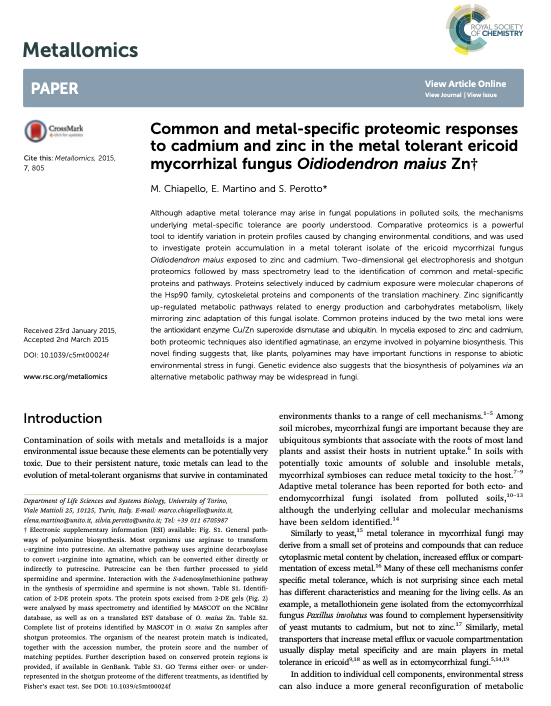 ROYAL SOCIETY
OF CHEMISTRY
Metallomics
PAPER
View Article Online
View Journal | View Issue
CrossMark
Cite this: Metallomics, 2015,
7, 805
Received 23rd January 2015,
Accepted 2nd March 2015
DOI: 10.1039/c5mt00024f
www.rsc.org/metallomics
Common and metal-specific proteomic responses
to cadmium and zinc in the metal tolerant ericoid
mycorrhizal fungus Oidiodendron maius Zn†
M. Chiapello, E. Martino and S. Perotto*
Although adaptive metal tolerance may arise in fungal populations in polluted soils, the mechanisms
underlying metal-specific tolerance are poorly understood. Comparative proteomics is a powerful
tool to identify variation in protein profiles caused by changing environmental conditions, and was used
to investigate protein accumulation in a metal tolerant isolate of the ericoid mycorrhizal fungus
Oidiodendron maius exposed to zinc and cadmium. Two-dimensional gel electrophoresis and shotgun
proteomics followed by mass spectrometry lead to the identification of common and metal-specific
proteins and pathways. Proteins selectively induced by cadmium exposure were molecular chaperons of
the Hsp90 family, cytoskeletal proteins and components of the translation machinery. Zinc significantly
up-regulated metabolic pathways related to energy production and carbohydrates metabolism, likely
mirroring zinc adaptation of this fungal isolate. Common proteins induced by the two metal ions were
the antioxidant enzyme Cu/Zn superoxide dismutase and ubiquitin. In mycelia exposed to zinc and cadmium,
both proteomic techniques also identified agmatinase, an enzyme involved in polyamine biosynthesis. This
novel finding suggests that, like plants, polyamines may have important functions in response to abiotic
environmental stress in fungi. Genetic evidence also suggests that the biosynthesis of polyamines via an
alternative metabolic pathway may be widespread in fungi.
Introduction
Contamination of soils with metals and metalloids is a major
environmental issue because these elements can be potentially very
toxic. Due to their persistent nature, toxic metals can lead to the
evolution of metal-tolerant organisms that survive in contaminated
Department of Life Sciences and Systems Biology, University of Torino,
Viale Mattioli 25, 10125, Turin, Italy. E-mail: marco.chiapello@unito.it,
elena.martino@unito.it, silvia.perotto@unito.it; Tel: +39 011 6705987
† Electronic supplementary information (ESI) available: Fig. S1. General path-
ways of polyamine biosynthesis. Most organisms use arginase to transform
L-arginine into putrescine. An alternative pathway uses arginine decarboxylase
to convert L-arginine into agmatine, which can be converted either directly or
indirectly to putrescine. Putrescine can be then further processed to yield
spermidine and spermine. Interaction with the S-adenosylmethionine pathway
in the synthesis of spermidine and spermine is not shown. Table S1. Identifi-
cation of 2-DE protein spots. The protein spots excised from 2-DE gels (Fig. 2)
were analysed by mass spectrometry and identified by MASCOT on the NCBInr
database, as well as on a translated EST database of O. maius Zn. Table S2.
Complete list of proteins identified by MASCOT in O. maius Zn samples after
shotgun proteomics. The organism of the nearest protein match is indicated,
together with the accession number, the protein score and the number of
matching peptides. Further description based on conserved protein regions is
provided, if available in GenBank. Table S3. GO Terms either over- or under-
represented in the shotgun proteome of the different treatments, as identified by
Fisher's exact test. See DOI: 10.1039/c5mt00024f
environments thanks to a range of cell mechanisms.1–5 Among
soil microbes, mycorrhizal fungi are important because they are
ubiquitous symbionts that associate with the roots of most land
plants and assist their hosts in nutrient uptake.6 In soils with
potentially toxic amounts of soluble and insoluble metals,
mycorrhizal symbioses can reduce metal toxicity to the host.7–9
Adaptive metal tolerance has been reported for both ecto- and
endomycorrhizal fungi isolated from polluted soils,10–13
although the underlying cellular and molecular mechanisms
have been seldom identified.14
Similarly to yeast,15 metal tolerance in mycorrhizal fungi may
derive from a small set of proteins and compounds that can reduce
cytoplasmic metal content by chelation, increased efflux or compart-
mentation of excess metal.16 Many of these cell mechanisms confer
specific metal tolerance, which is not surprising since each metal
has different characteristics and meaning for the living cells. As an
example, a metallothionein gene isolated from the ectomycorrhizal
fungus Paxillus involutus was found to complement hypersensitivity
of yeast mutants to cadmium, but not to zinc.17 Similarly, metal
transporters that increase metal efflux or vacuole compartmentation
usually display metal specificity and are main players in metal
tolerance in ericoid9,18 as well as in ectomycorrhizal fungi.5,14,19
In addition to individual cell components, environmental stress
can also induce a more general reconfiguration of metabolic